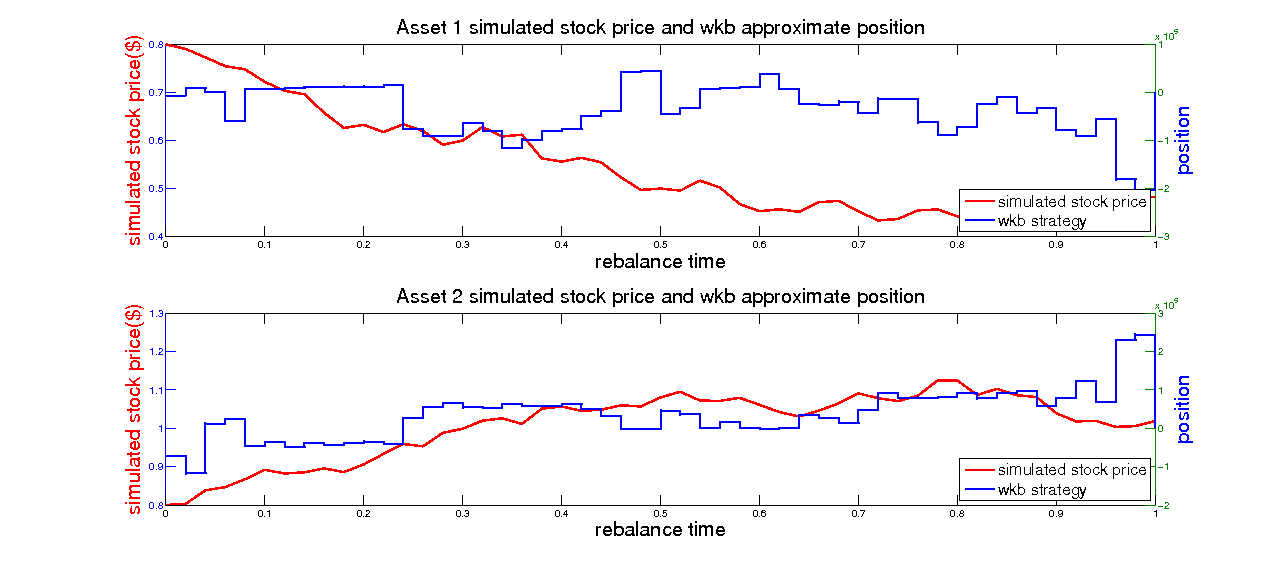 Asset 1 simulated stock price and wkb approximate position
x 10^5
simulated stock price($)
0.8
0.7
0.6
0.5
0.4
1
0
-1
-2
-3
position
simulated stock price
wkb strategy
0 0.1 0.2 0.3 0.4 0.5 0.6 0.7 0.8 0.9 1
rebalance time
Asset 2 simulated stock price and wkb approximate position
x 10^5
simulated stock price($)
1.3
1.2
1.1
1
0.9
0.8
3
2
1
0
-1
-2
position
simulated stock price
wkb strategy
0 0.1 0.2 0.3 0.4 0.5 0.6 0.7 0.8 0.9 1
rebalance time